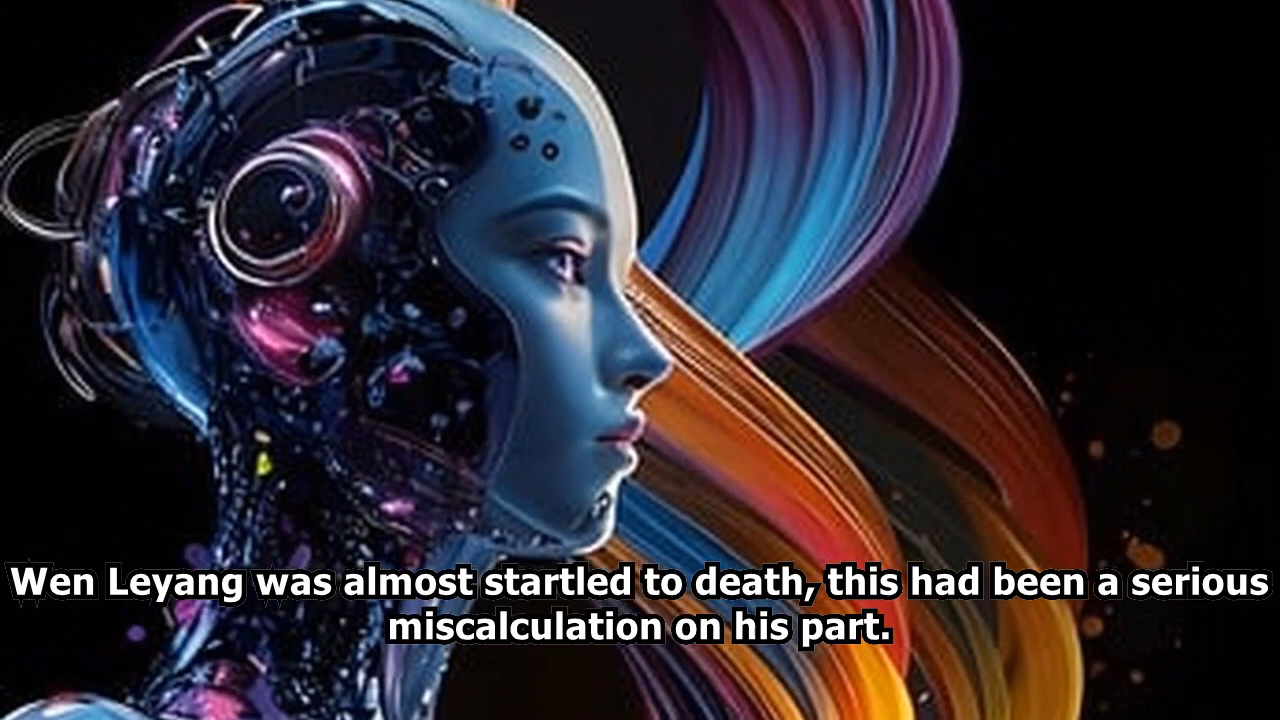 Wen Leyang was almost startled to death, this had been a serious
miscalculation on his part.